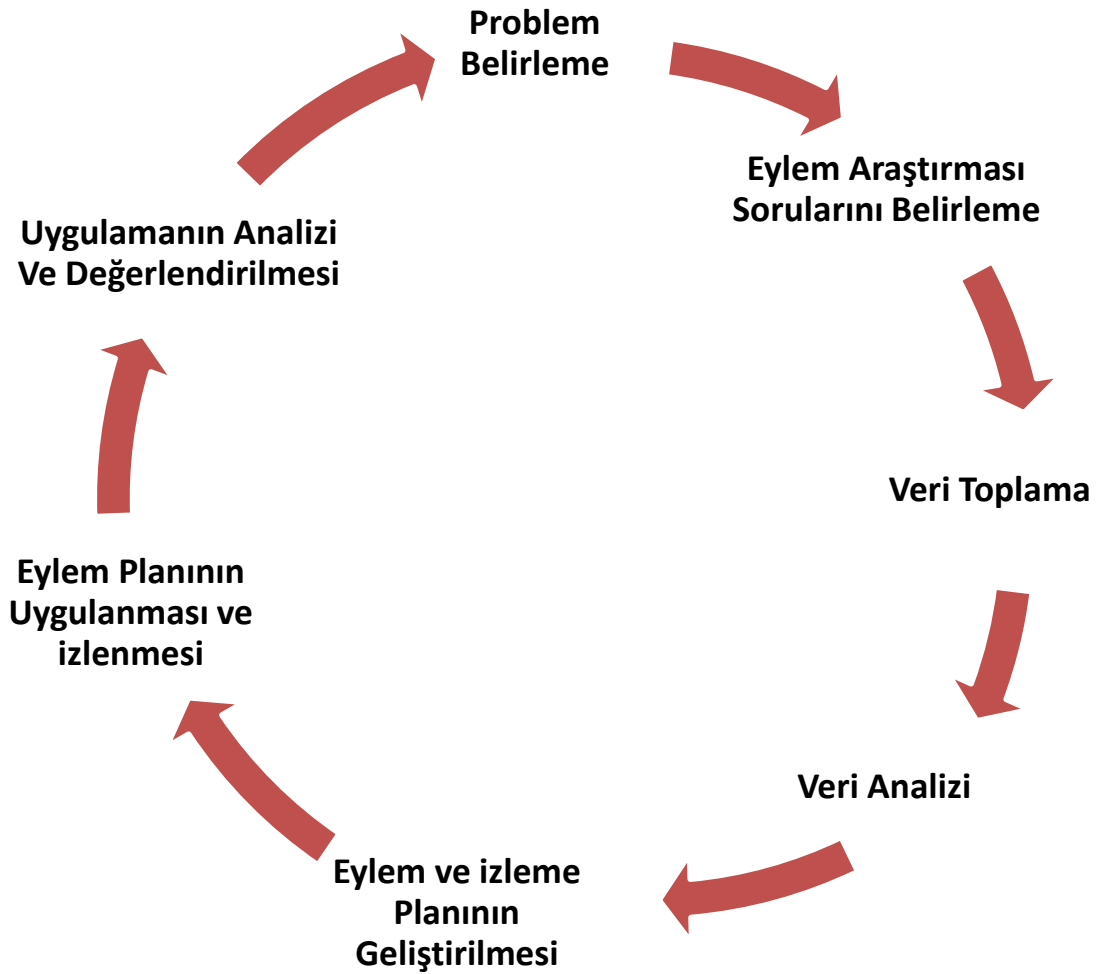 Problem
Belirleme
Eylem Araştırması
Sorularını Belirleme
Veri Toplama
Veri Analizi
Eylem ve izleme
Planının
Geliştirilmesi
Eylem Planının
Uygulanması ve
izlenmesi
Uygulamanın Analizi
Ve Değerlendirilmesi